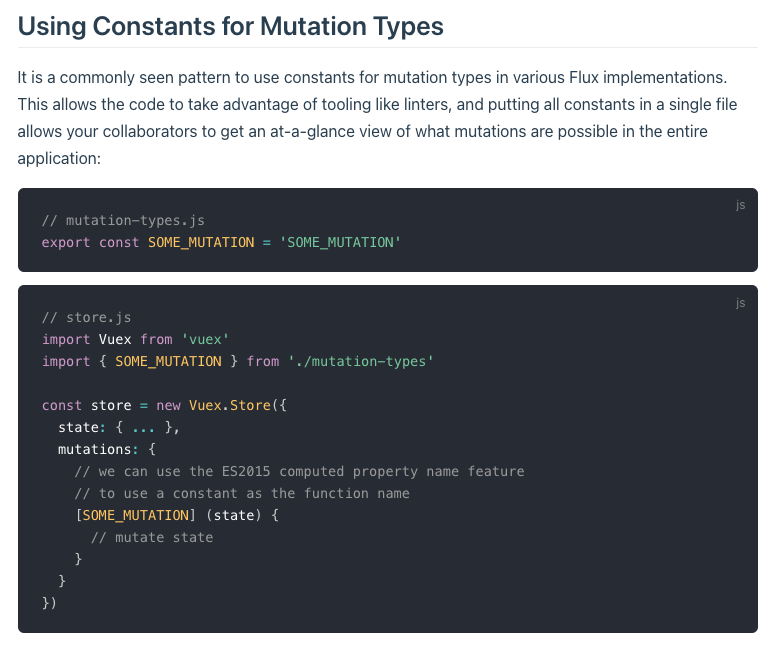 Using Constants for Mutation Types
It is a commonly seen pattern to use constants for mutation types in various Flux implementations.
This allows the code to take advantage of tooling like linters, and putting all constants in a single file
allows your collaborators to get an at-a-glance view of what mutations are possible in the entire
application:
js
// mutation-types.js
export const SOME_MUTATION = 'SOME_MUTATION'
js
// store.js
import Vuex from 'vuex'
import { SOME_MUTATION } from './mutation-types'

const store = new Vuex.Store({
  state: { ... },
  mutations: {
    // we can use the ES2015 computed property name feature
    // to use a constant as the function name
    [SOME_MUTATION] (state) {
      // mutate state
    }
  }
})